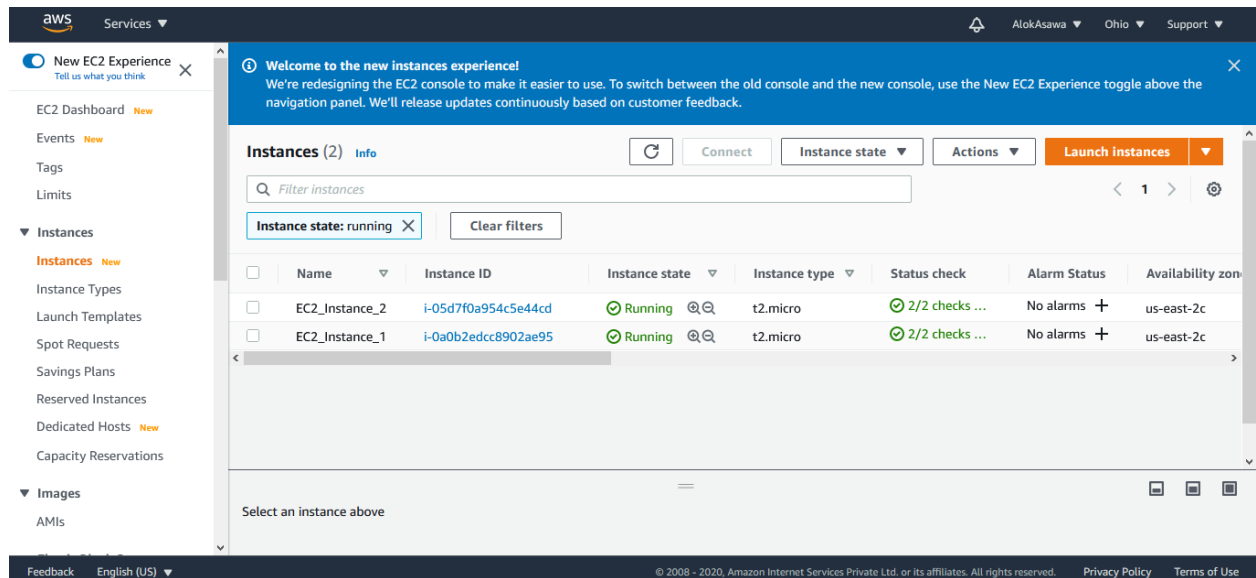 aws Services AlokAsawa Ohio Support
New EC2 Experience
Tell us what you think
EC2 Dashboard New
Events New
Tags
Limits
Instances
Instances New
Instance Types
Launch Templates
Spot Requests
Savings Plans
Reserved Instances
Dedicated Hosts New
Capacity Reservations
Images
AMIs
Welcome to the new instances experience!
We're redesigning the EC2 console to make it easier to use. To switch between the old console and the new console, use the New EC2 Experience toggle above the
navigation panel. We'll release updates continuously based on customer feedback.
Instances (2) Info Connect Instance state Actions Launch instances
Filter instances 1
Instance state: running Clear filters
Name Instance ID Instance state Instance type Status check Alarm Status Availability zon
EC2_Instance_2 i-05d7f0a954c5e44cd Running t2.micro 2/2 checks ... No alarms + us-east-2c
EC2_Instance_1 i-0a0b2edcc8902ae95 Running t2.micro 2/2 checks ... No alarms + us-east-2c
Select an instance above
Feedback English (US) © 2008 - 2020, Amazon Internet Services Private Ltd. or its affiliates. All rights reserved. Privacy Policy Terms of Use